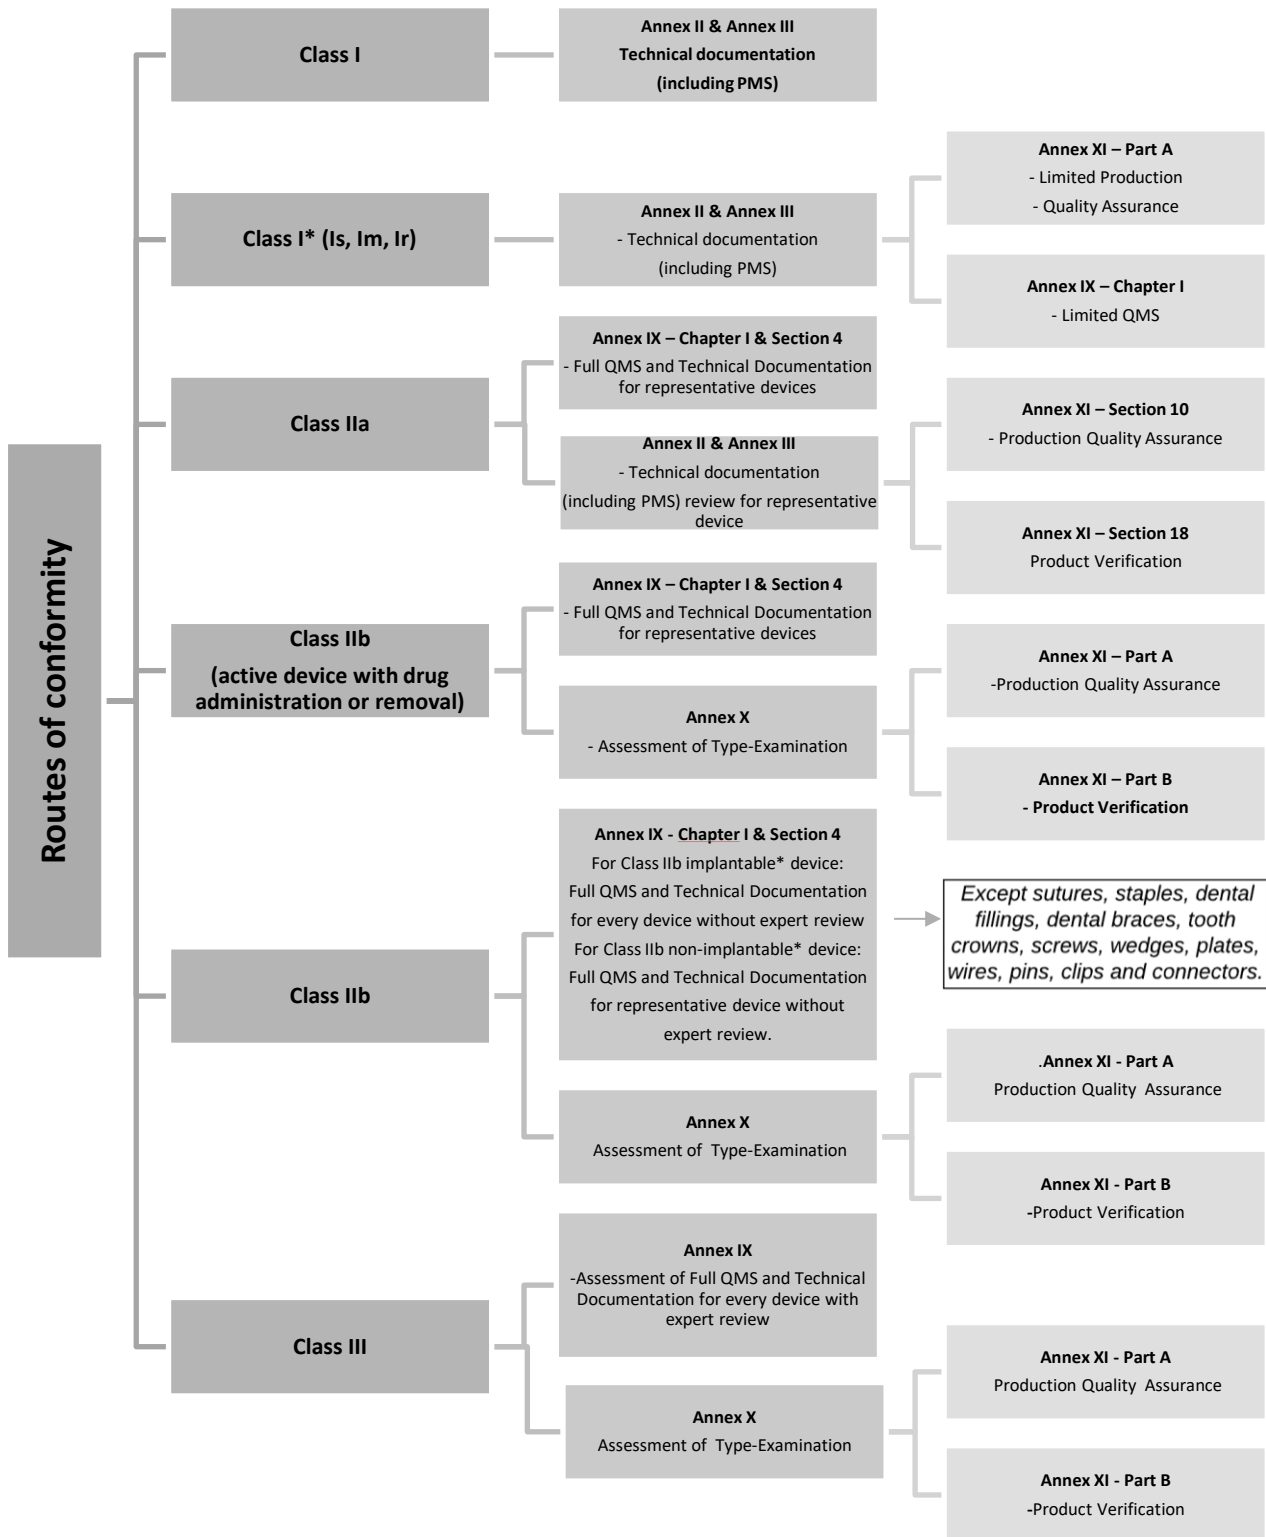 Routes of conformity
Class I
Annex II & Annex III
Technical documentation
(including PMS)
Class I* (Is, Im, Ir)
Annex II & Annex III
- Technical documentation
(including PMS)
Annex XI – Part A
- Limited Production
- Quality Assurance
Annex IX – Chapter I
- Limited QMS
Class IIa
Annex IX – Chapter I & Section 4
- Full QMS and Technical Documentation
for representative devices
Annex II & Annex III
- Technical documentation
(including PMS) review for representative
device
Annex XI – Section 10
- Production Quality Assurance
Annex XI – Section 18
Product Verification
Class IIb
(active device with drug
administration or removal)
Annex IX – Chapter I & Section 4
- Full QMS and Technical Documentation
for representative devices
Annex X
- Assessment of Type-Examination
Annex XI – Part A
-Production Quality Assurance
Annex XI – Part B
- Product Verification
Class IIb
Annex IX - Chapter I & Section 4
For Class IIb implantable* device:
Full QMS and Technical Documentation
for every device without expert review
For Class IIb non-implantable* device:
Full QMS and Technical Documentation
for representative device without
expert review.
Except sutures, staples, dental
fillings, dental braces, tooth
crowns, screws, wedges, plates,
wires, pins, clips and connectors.
Annex X
Assessment of Type-Examination
.Annex XI - Part A
Production Quality Assurance
Annex XI - Part B
-Product Verification
Class III
Annex IX
-Assessment of Full QMS and Technical
Documentation for every device with
expert review
Annex X
Assessment of Type-Examination
Annex XI - Part A
Production Quality Assurance
Annex XI - Part B
-Product Verification